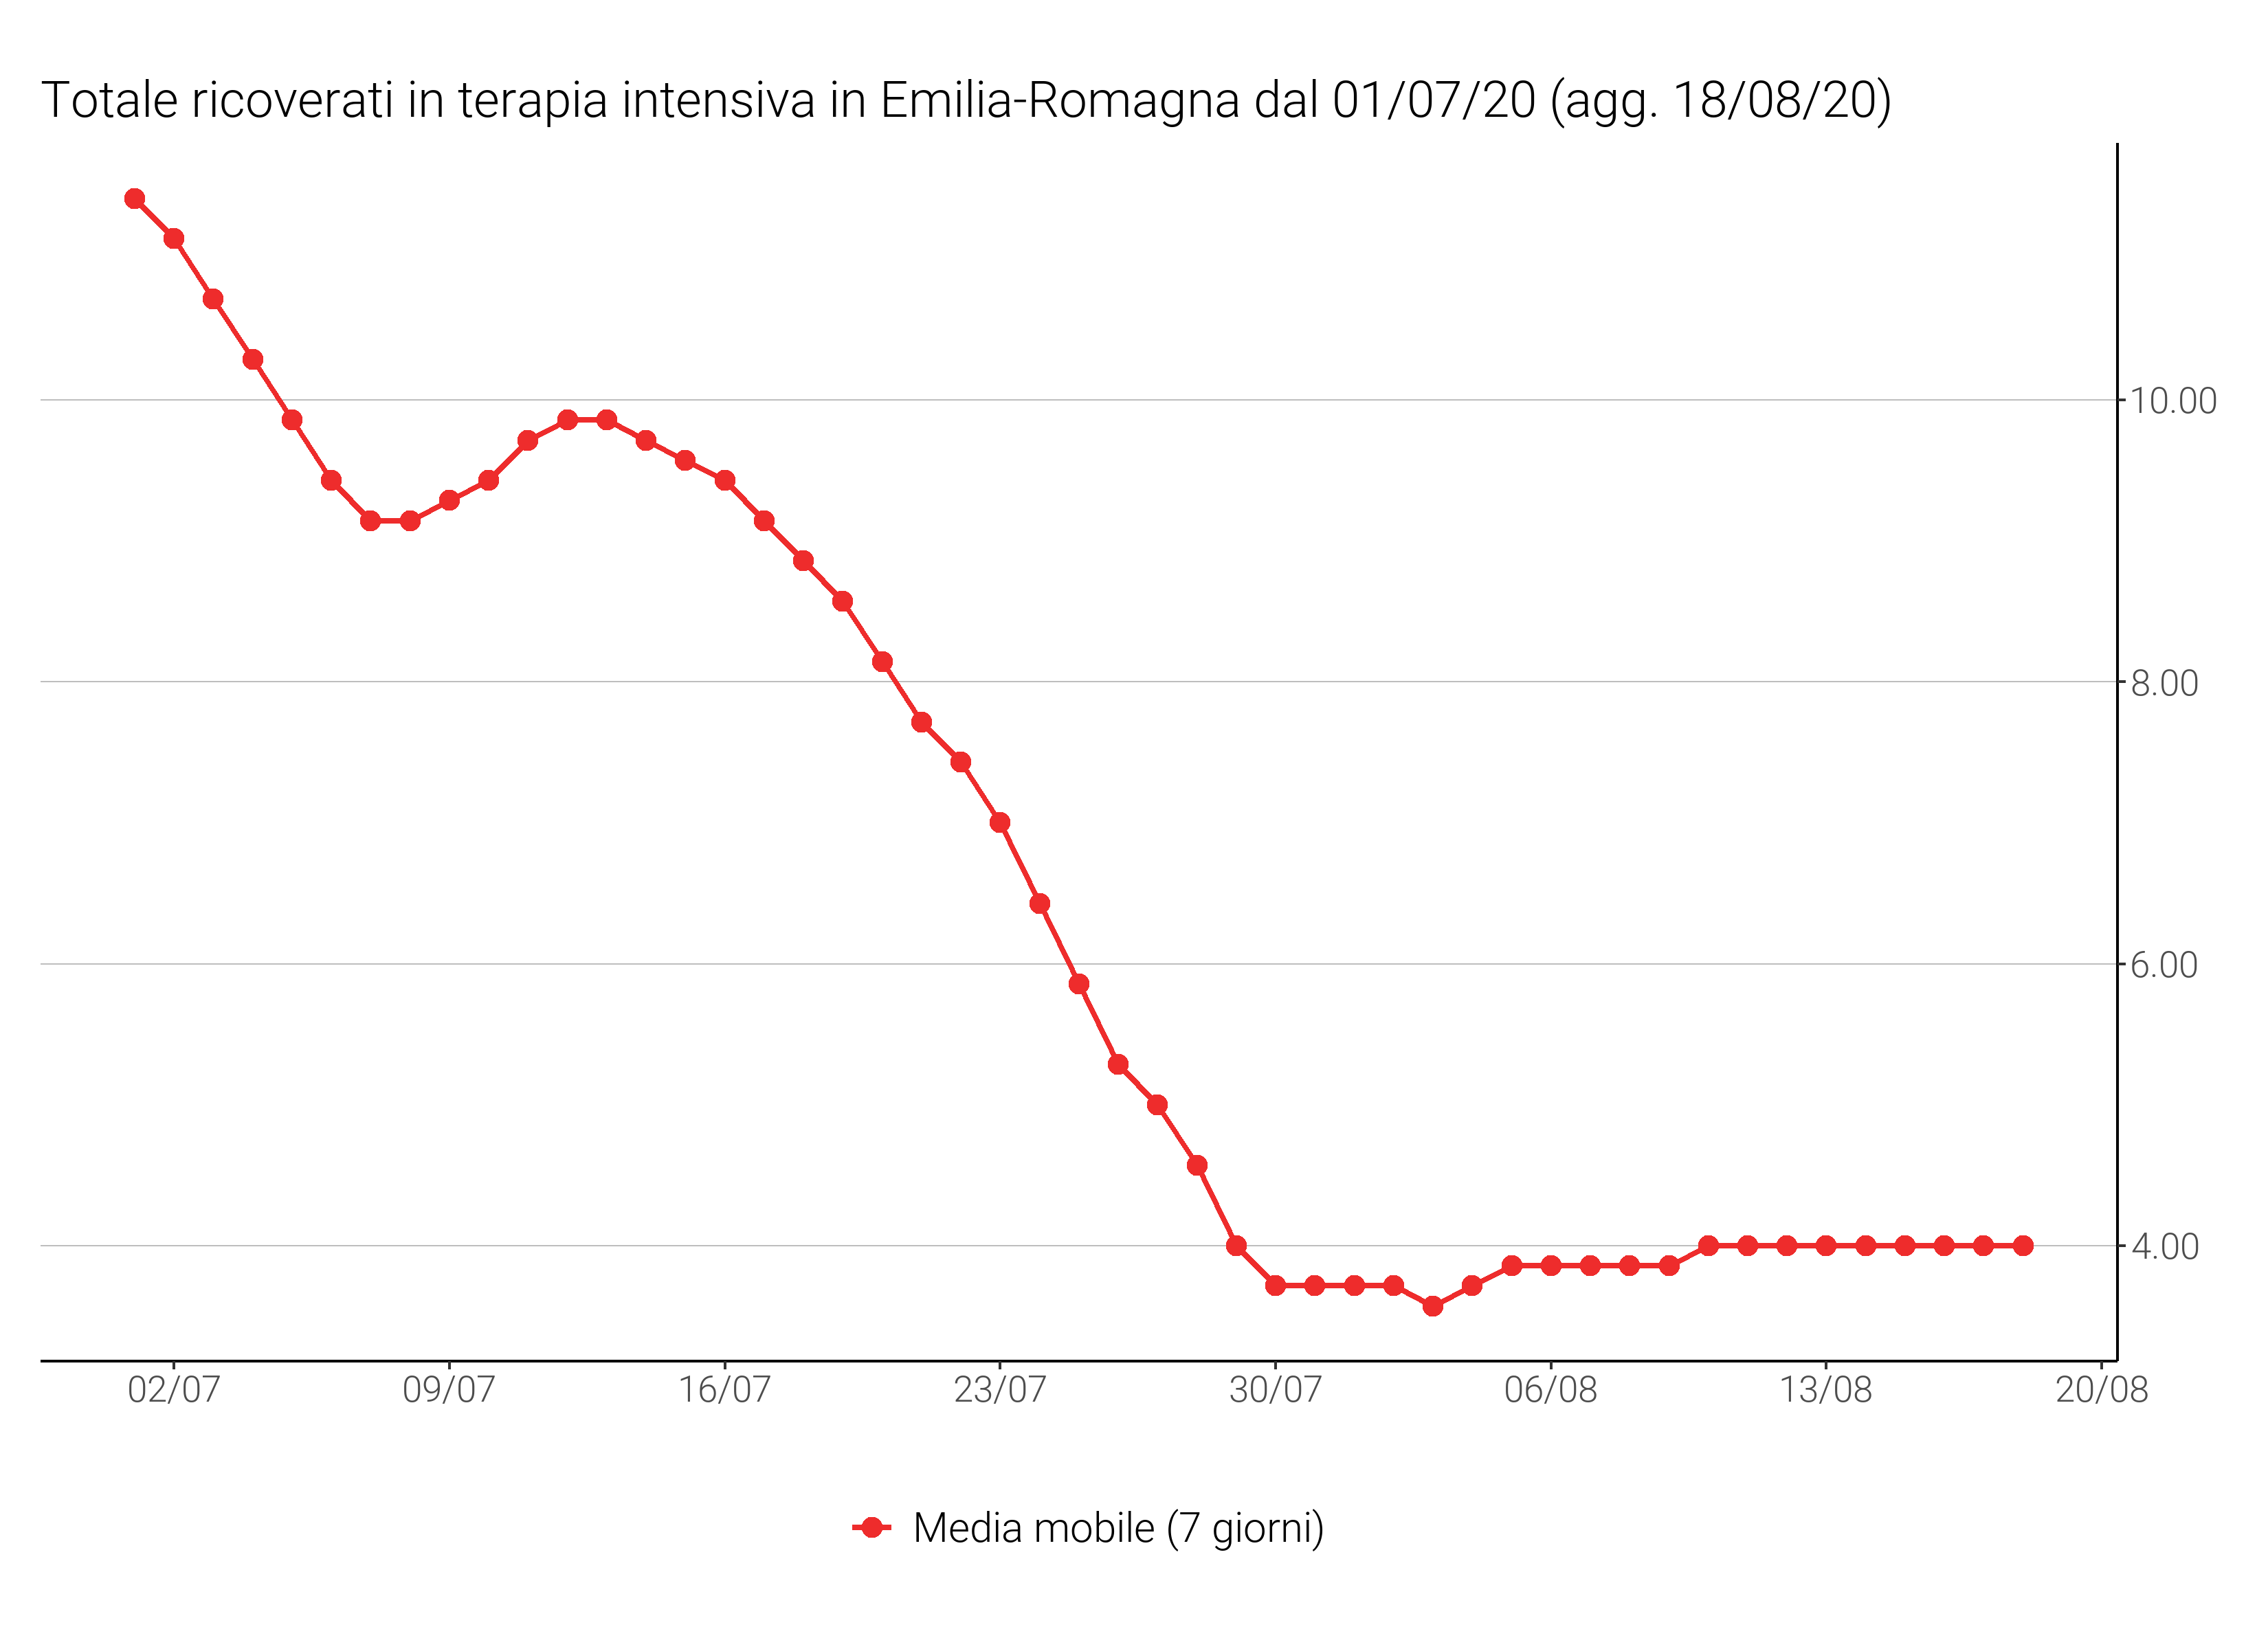 Totale ricoverati in terapia intensiva in Emilia-Romagna dal 01/07/20 (agg. 18/08/20)
10.00
8.00
6.00
4.00
02/07 09/07 16/07 23/07 30/07 06/08 13/08 20/08
Media mobile (7 giorni)